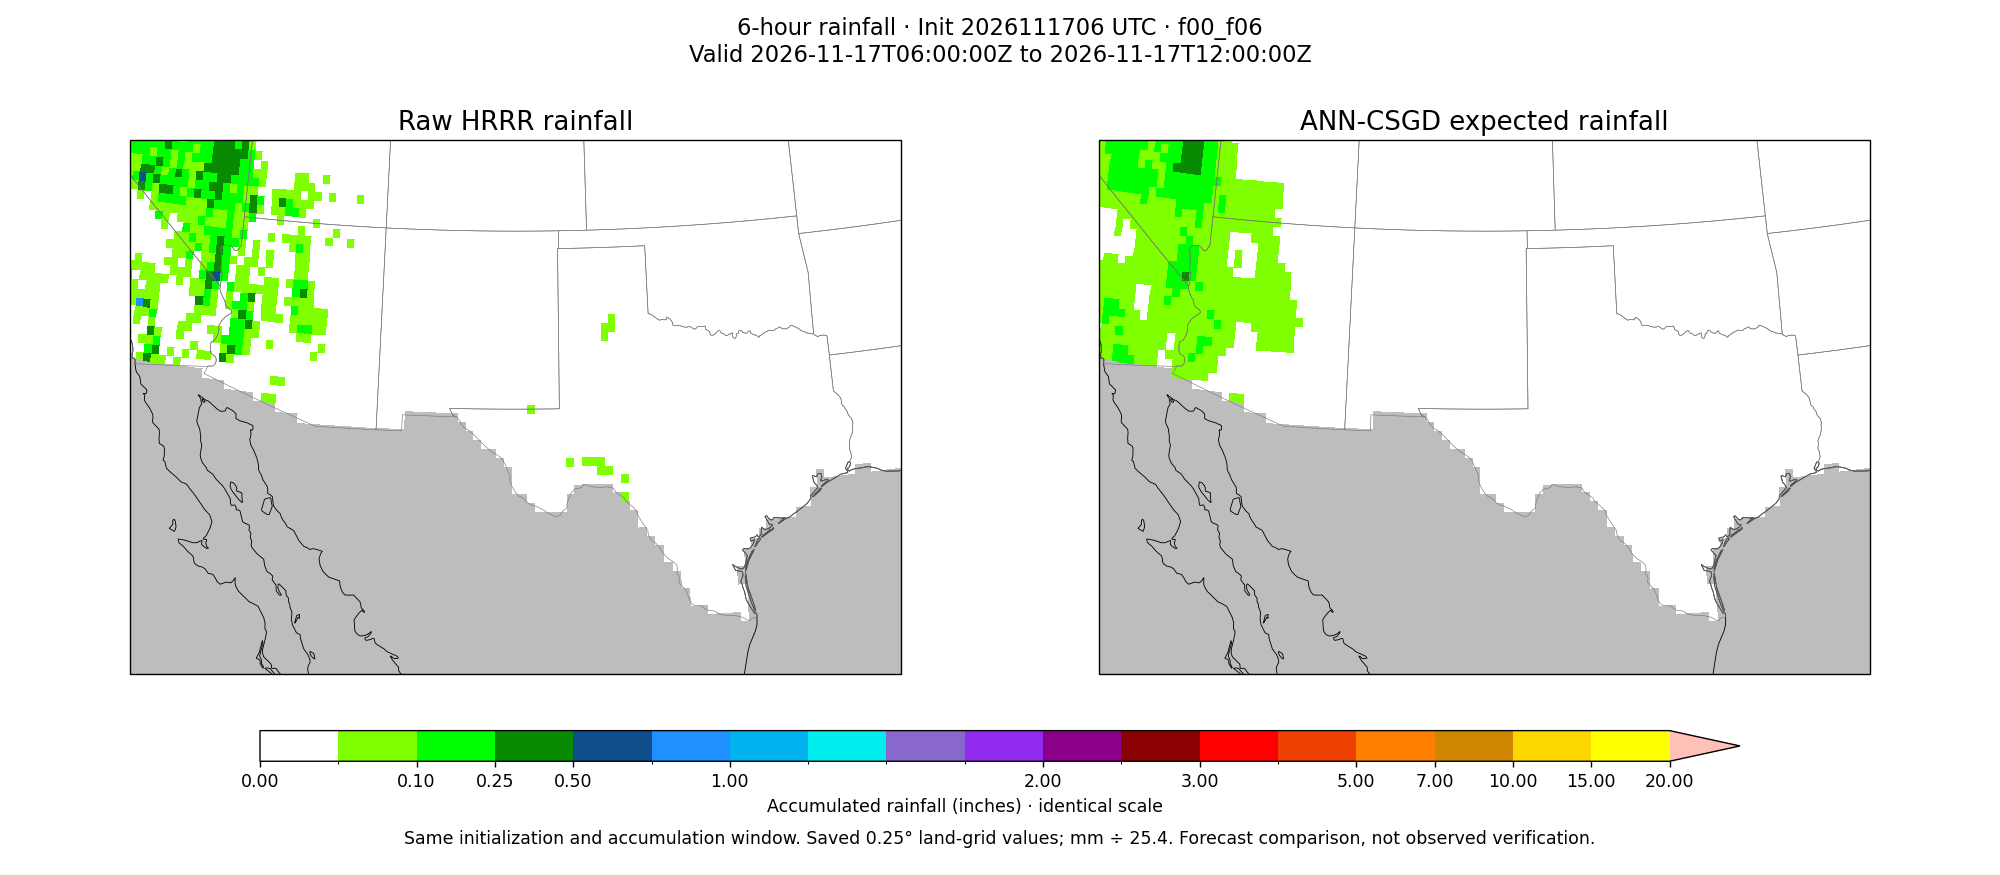 6-hour rainfall · Init 2026111706 UTC · f00_f06
Valid 2026-11-17T06:00:00Z to 2026-11-17T12:00:00Z
Raw HRRR rainfall
ANN-CSGD expected rainfall
0.00 0.10 0.25 0.50 1.00 2.00 3.00 5.00 7.00 10.00 15.00 20.00
Accumulated rainfall (inches) · identical scale
Same initialization and accumulation window. Saved 0.25° land-grid values; mm ÷ 25.4. Forecast comparison, not observed verification.